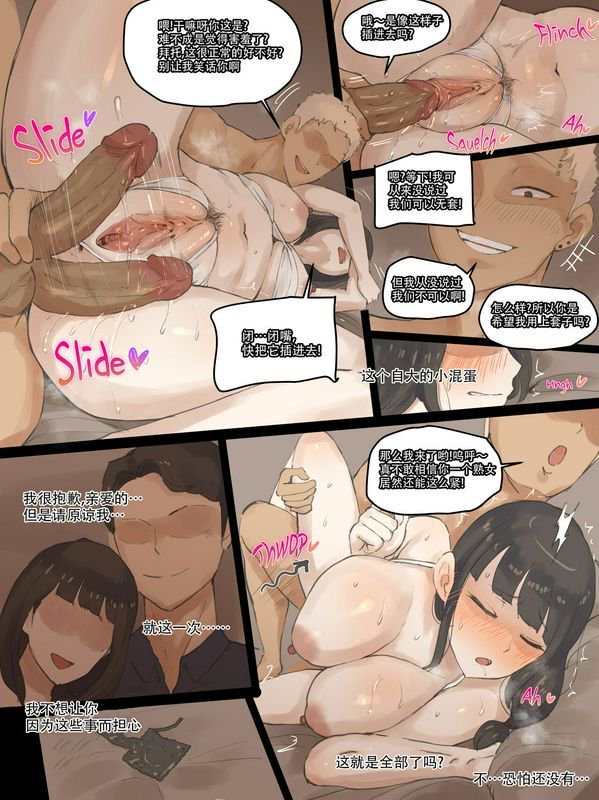 喂!干嘛呀你这是?
难不成是觉得害羞了?
拜托,这很正常的好不好?
别让我笑话你啊
哦～是像这样子
插进去吗?
Flinch
Slide
Squelch
Ah
嗯?等下!我可
从来没说过
我们可以无套!
但我从没说过
我们不可以啊!
怎么样?所以你是
希望我用上套子吗?
闭…闭嘴,
快把它插进去!
Slide
这个自大的小混蛋
Hngh
我很抱歉,亲爱的…
但是请原谅我…
那么我来了哟!呜呼～
真不敢相信你一个熟女
居然还能这么紧!
THWOP
就这一次……
我不想让你
因为这些事而担心
Ah
这就是全部了吗?
不…恐怕还没有…